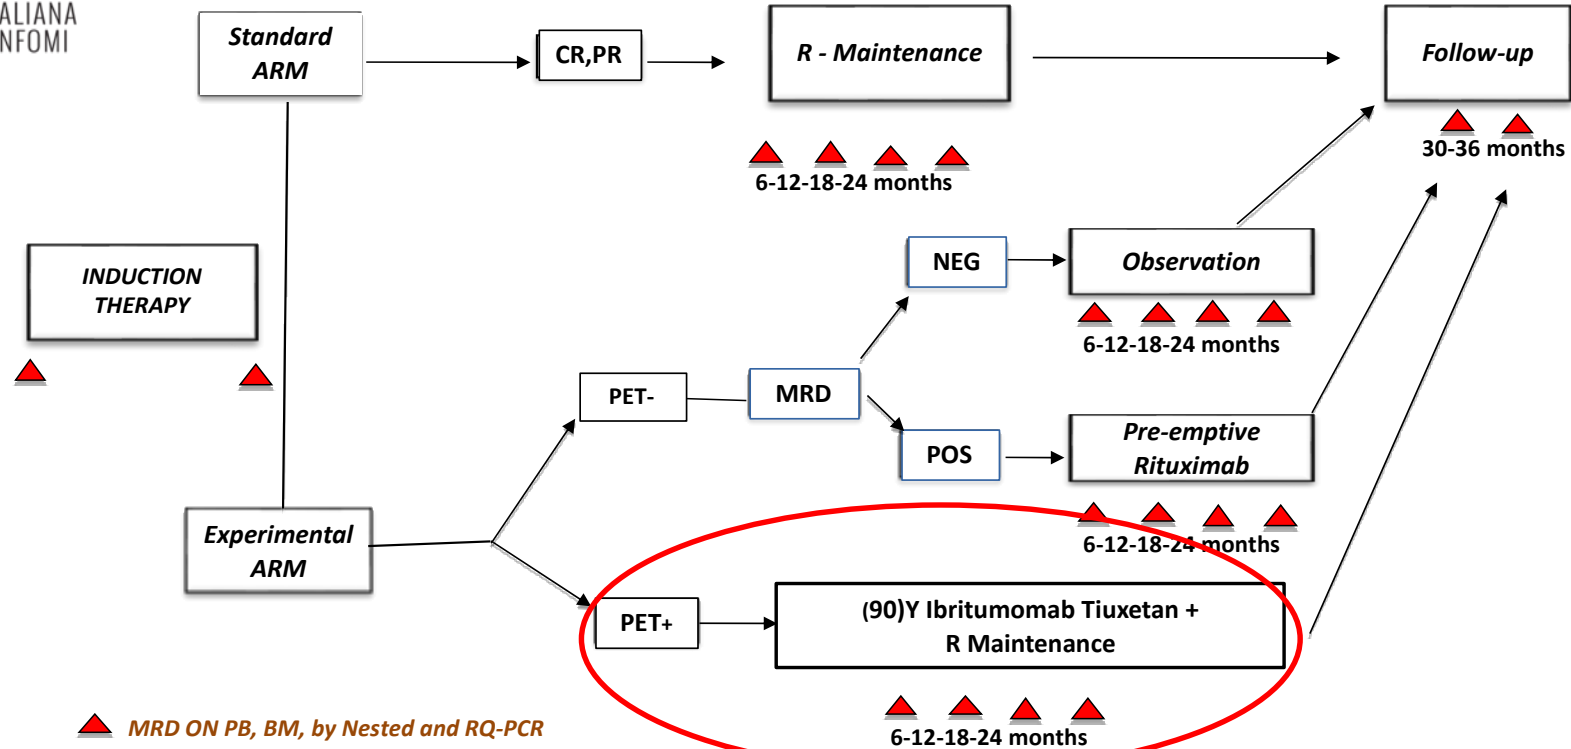 ALIANA
NFOMI
Standard
ARM
CR,PR
R - Maintenance
Follow-up
6-12-18-24 months
30-36 months
INDUCTION
THERAPY
NEG
Observation
6-12-18-24 months
PET-
MRD
POS
Pre-emptive
Rituximab
6-12-18-24 months
Experimental
ARM
PET+
(90)Y Ibritumomab Tiuxetan +
R Maintenance
6-12-18-24 months
MRD ON PB, BM, by Nested and RQ-PCR